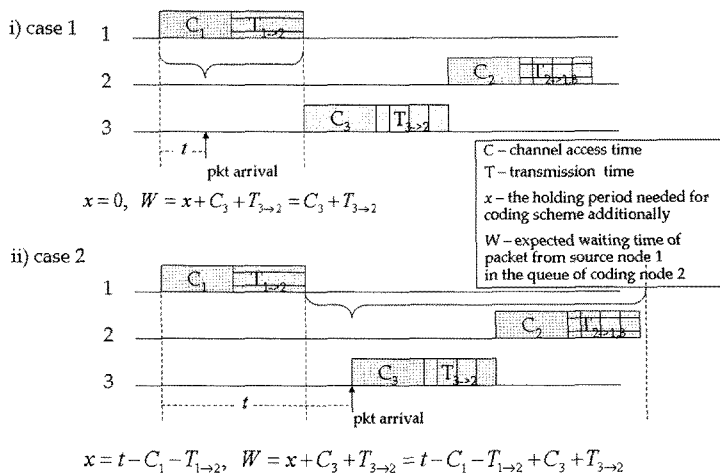 i) case 1
1
C₁ T₁→₂
2
C₂ T₂→₁,₃
3
C₃ T₃→₂
t
pkt arrival
x = 0, W = x + C₃ + T₃→₂ = C₃ + T₃→₂
C – channel access time
T – transmission time
x – the holding period needed for
coding scheme additionally
W – expected waiting time of
packet from source node 1
in the queue of coding node 2
ii) case 2
1
C₁ T₁→₂
2
C₂ T₂→₁,₃
3
C₃ T₃→₂
t
pkt arrival
x = t − C₁ − T₁→₂, W = x + C₃ + T₃→₂ = t − C₁ − T₁→₂ + C₃ + T₃→₂